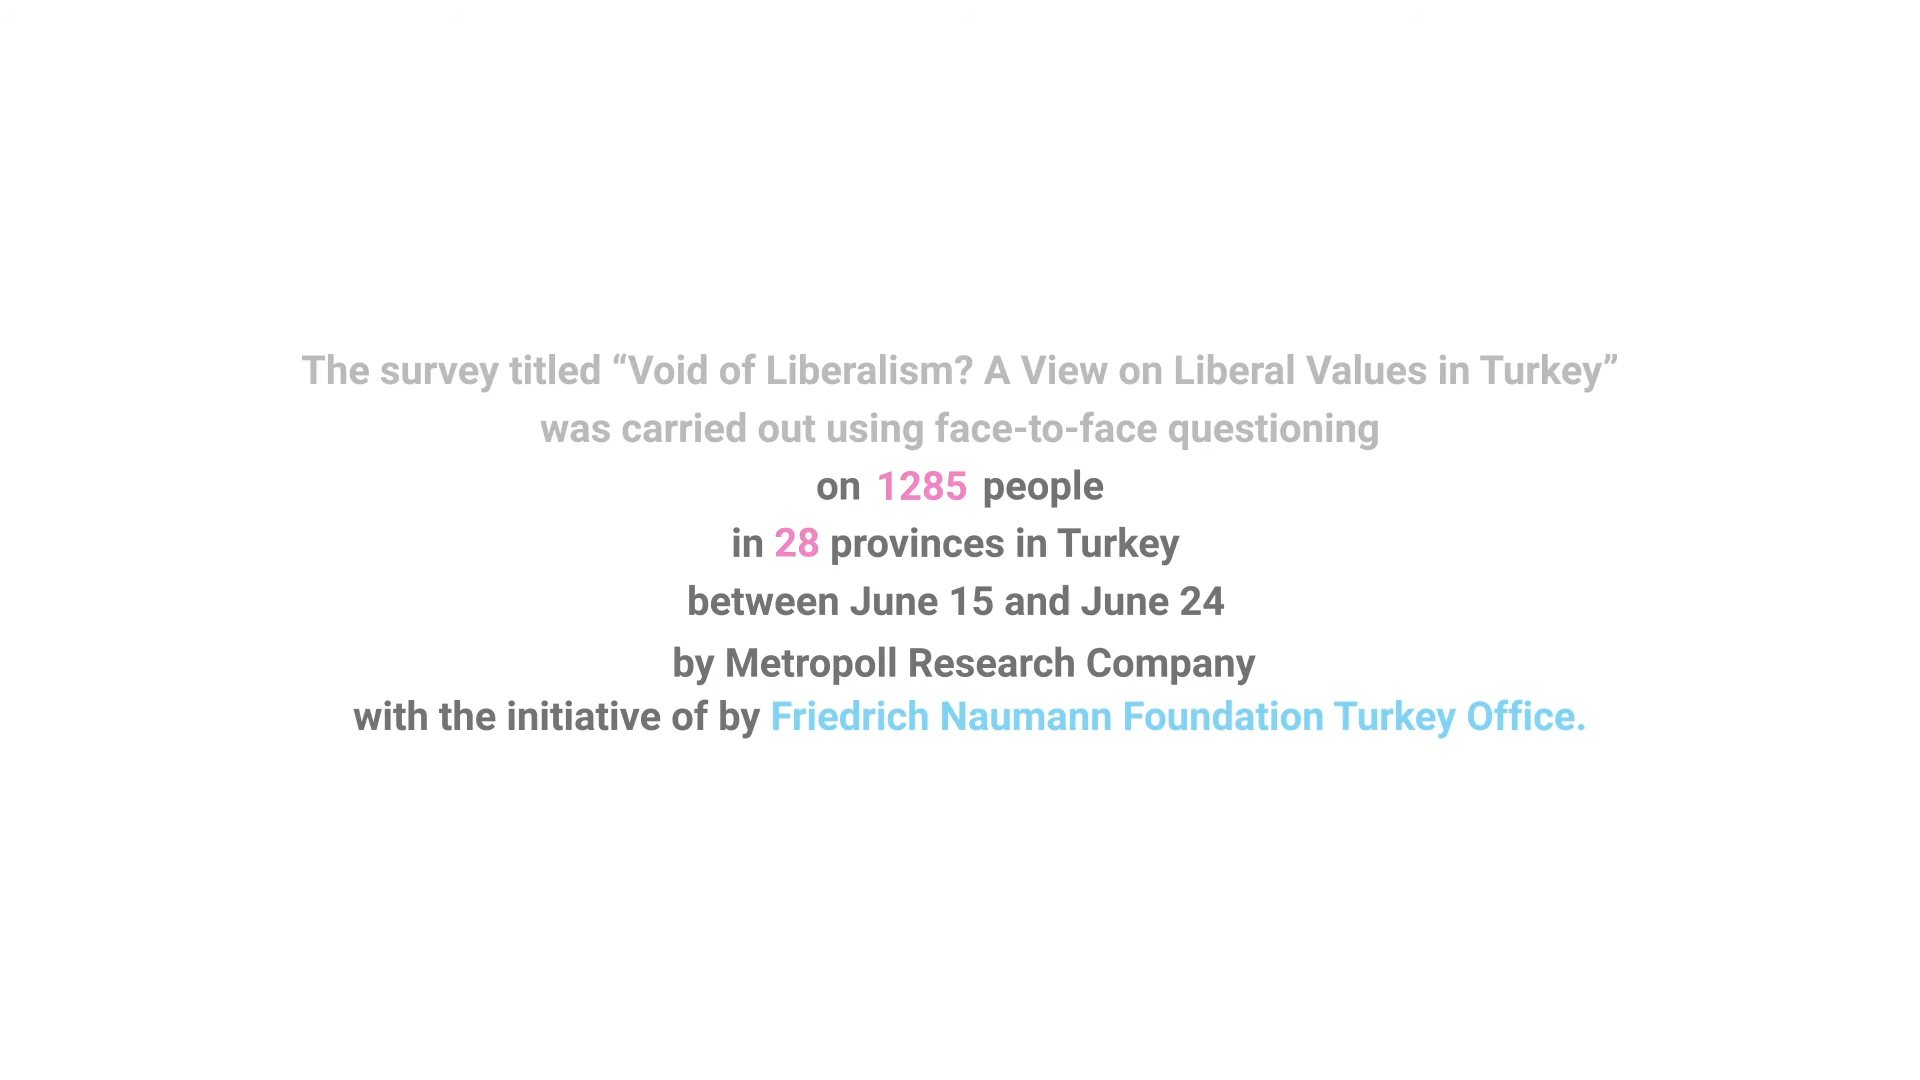 The survey titled “Void of Liberalism? A View on Liberal Values in Turkey”
was carried out using face-to-face questioning
on 1285 people
in 28 provinces in Turkey
between June 15 and June 24
by Metropoll Research Company
with the initiative of by Friedrich Naumann Foundation Turkey Office.